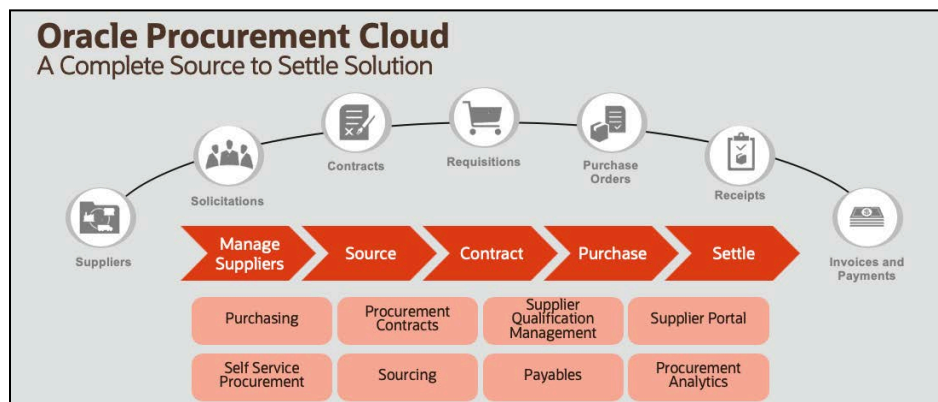 Oracle Procurement Cloud
A Complete Source to Settle Solution
Suppliers
Solicitations
Contracts
Requisitions
Purchase
Orders
Receipts
Invoices and
Payments
Manage
Suppliers
Source
Contract
Purchase
Settle
Purchasing
Procurement
Contracts
Supplier
Qualification
Management
Supplier Portal
Self Service
Procurement
Sourcing
Payables
Procurement
Analytics